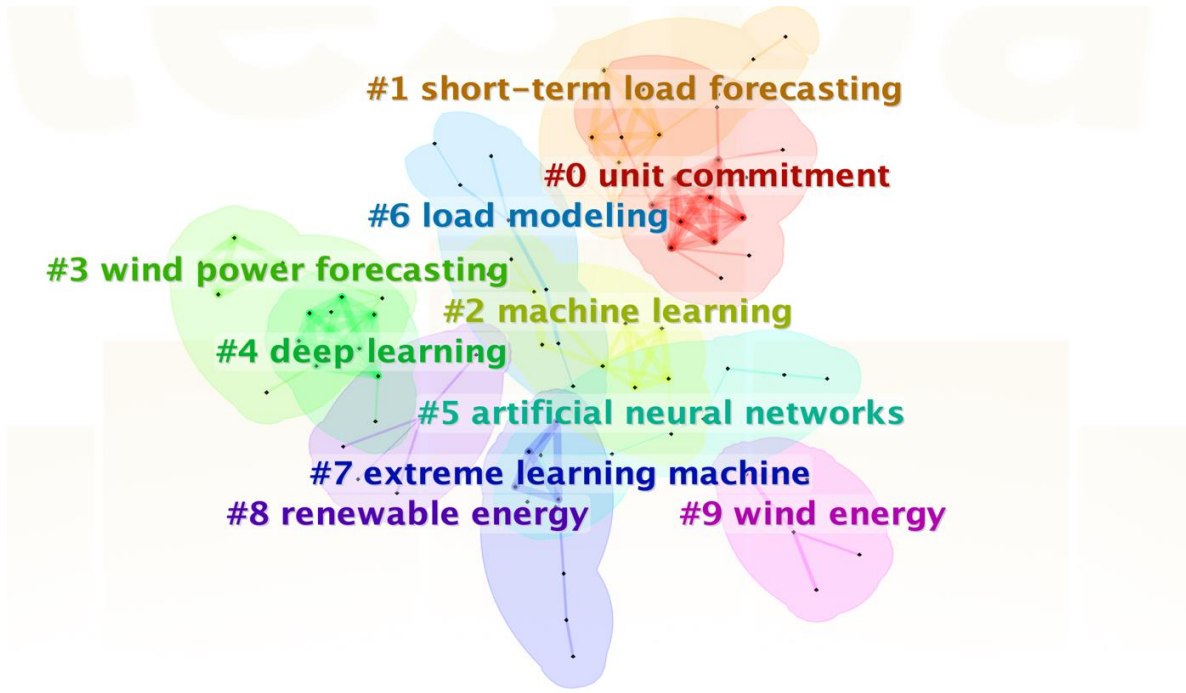 #1 short-term load forecasting
#0 unit commitment
#6 load modeling
#3 wind power forecasting
#2 machine learning
#4 deep learning
#5 artificial neural networks
#7 extreme learning machine
#8 renewable energy
#9 wind energy